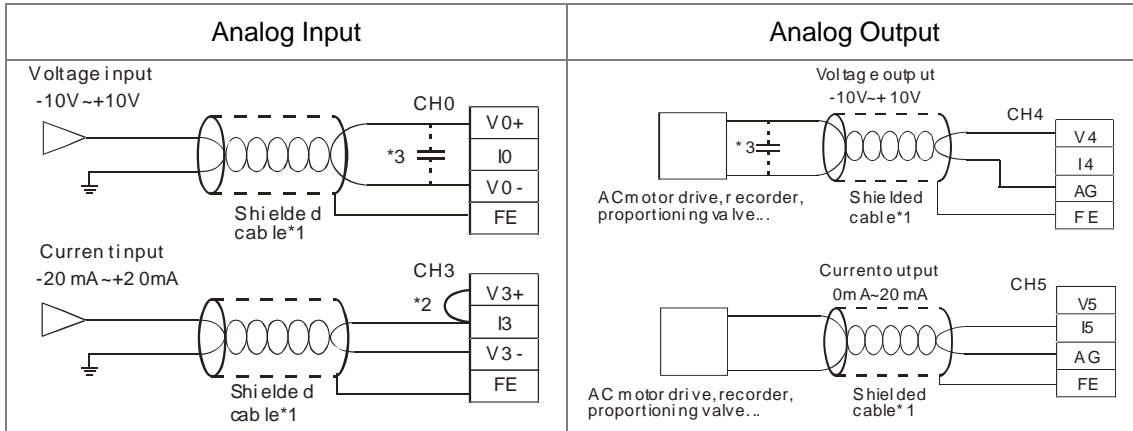 Analog Input
Voltage input
-10V~+10V
CH0
V0+
I0
V0-
FE
*3
Shielded
cable*1
Current input
-20 mA~+20mA
CH3
V3+
I3
V3-
FE
*2
Shielded
cable*1
Analog Output
Voltage output
-10V~+10V
CH4
V4
I4
AG
FE
*3
AC motor drive, recorder,
proportioning valve...
Shielded
cable*1
Current output
0mA~20mA
CH5
V5
I5
AG
FE
AC motor drive, recorder,
proportioning valve...
Shielded
cable*1